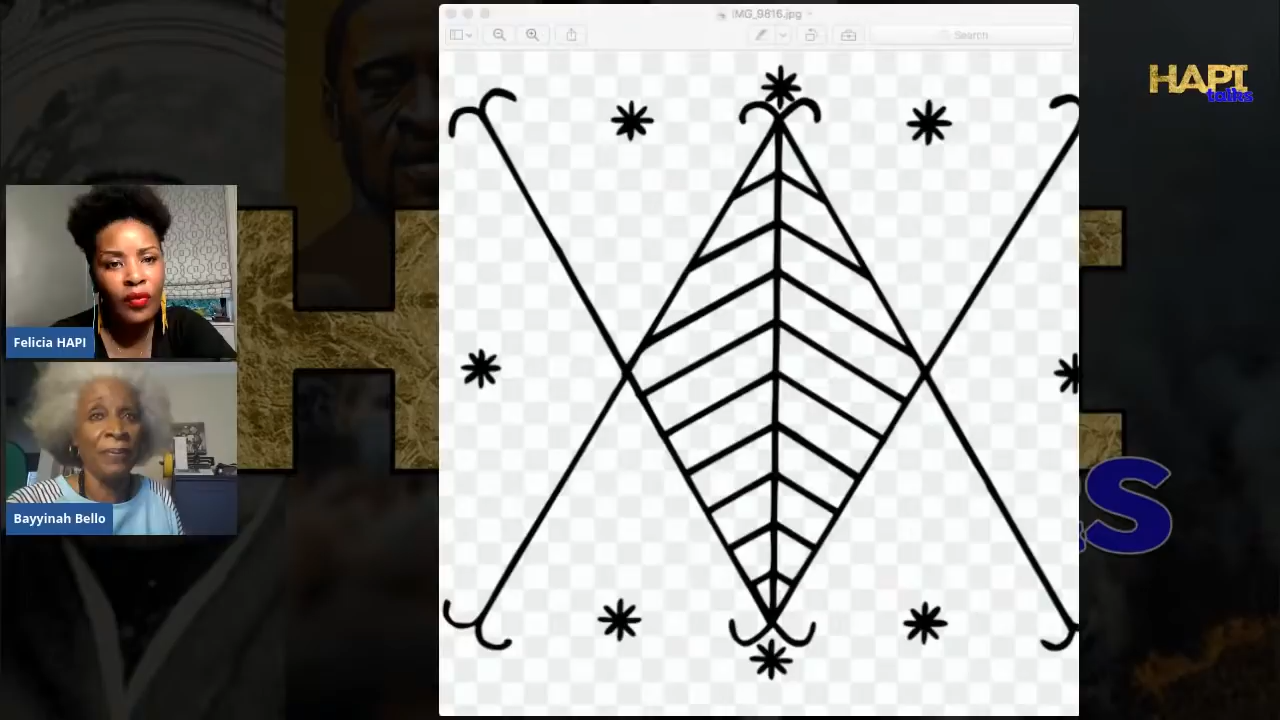 IMG_9816.jpg
Search
HAPI
talks
Felicia HAPI
Bayyinah Bello
H
S